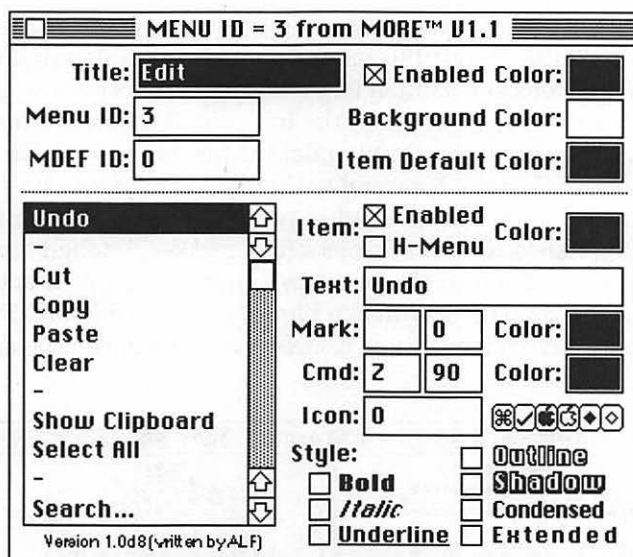 MENU ID = 3 from MORE™ V1.1
Title: Edit
Enabled Color:
Menu ID: 3
Background Color:
MDEF ID: 0
Item Default Color:
Undo
-
Cut
Copy
Paste
Clear
-
Show Clipboard
Select All
-
Search...
Version 1.0d8 (written by ALF)
Item: Enabled
H-Menu
Color:
Text: Undo
Mark: 0 Color:
Cmd: Z 90 Color:
Icon: 0
Style:
Outline
Bold
Shadow
Italic
Condensed
Underline
Extended